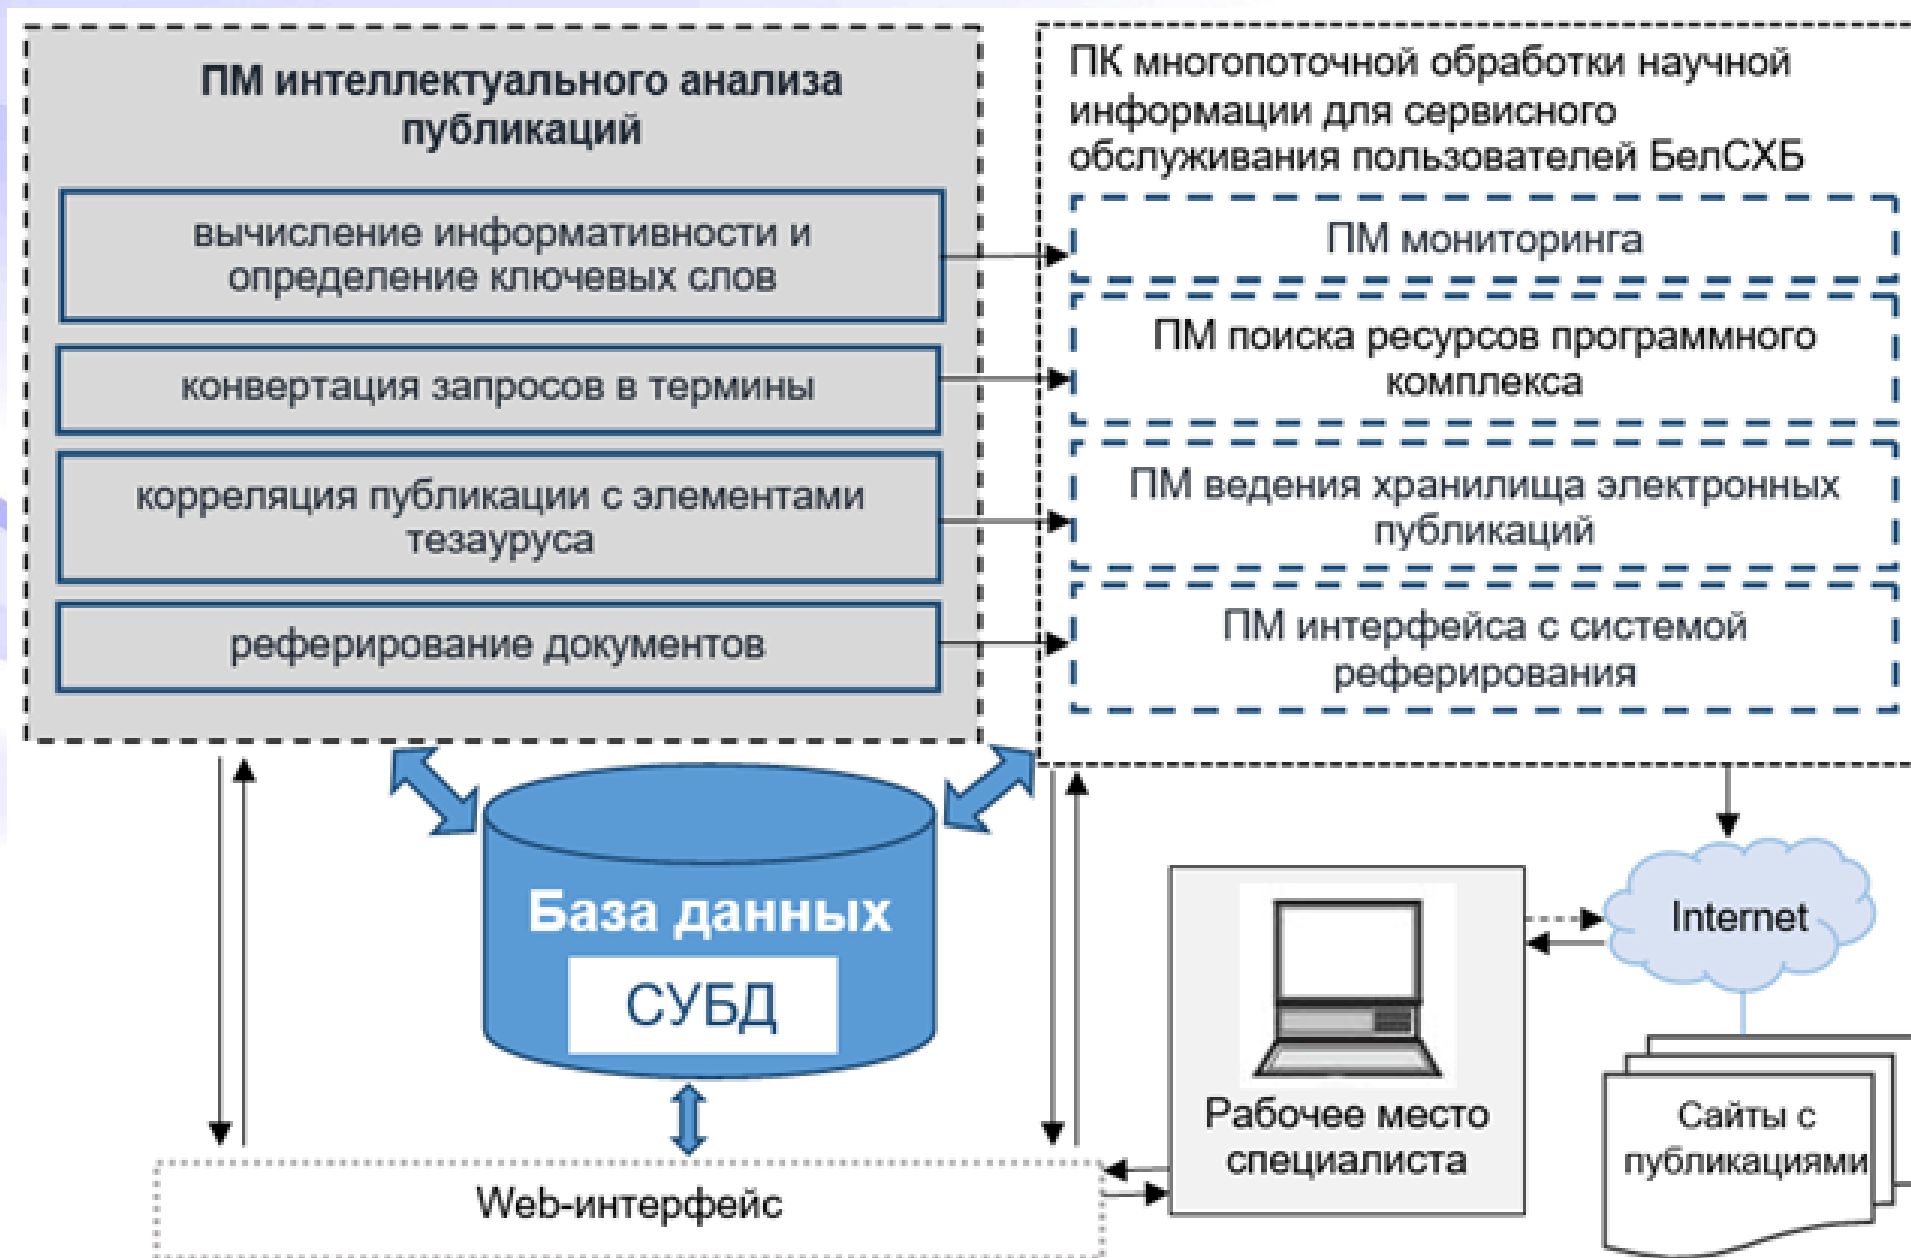 ПМ интеллектуального анализа
публикаций
вычисление информативности и
определение ключевых слов
конвертация запросов в термины
корреляция публикации с элементами
тезауруса
реферирование документов
ПК многопоточной обработки научной
информации для сервисного
обслуживания пользователей БелСХБ
ПМ мониторинга
ПМ поиска ресурсов программного
комплекса
ПМ ведения хранилища электронных
публикаций
ПМ интерфейса с системой
реферирования
База данных
СУБД
Web-интерфейс
Рабочее место
специалиста
Internet
Сайты с
публикациями